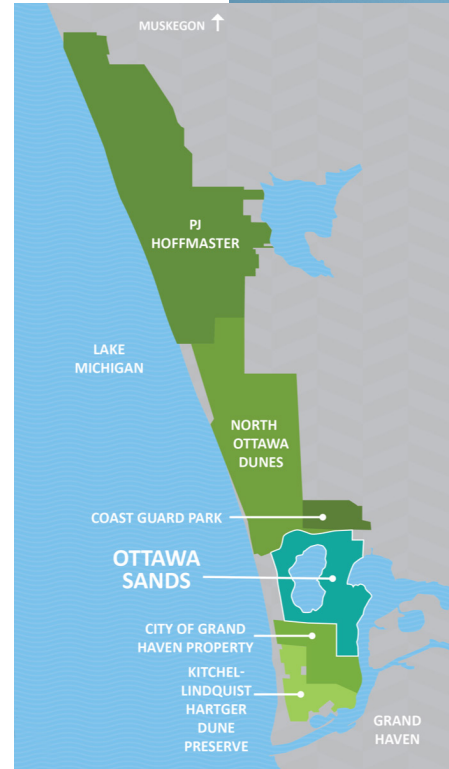 MUSKEGON
PJ
HOFFMASTER
LAKE
MICHIGAN
NORTH
OTTAWA
DUNES
COAST GUARD PARK
OTTAWA
SANDS
CITY OF GRAND
HAVEN PROPERTY
KITCHEL-
LINDQUIST
HARTGER
DUNE
PRESERVE
GRAND
HAVEN